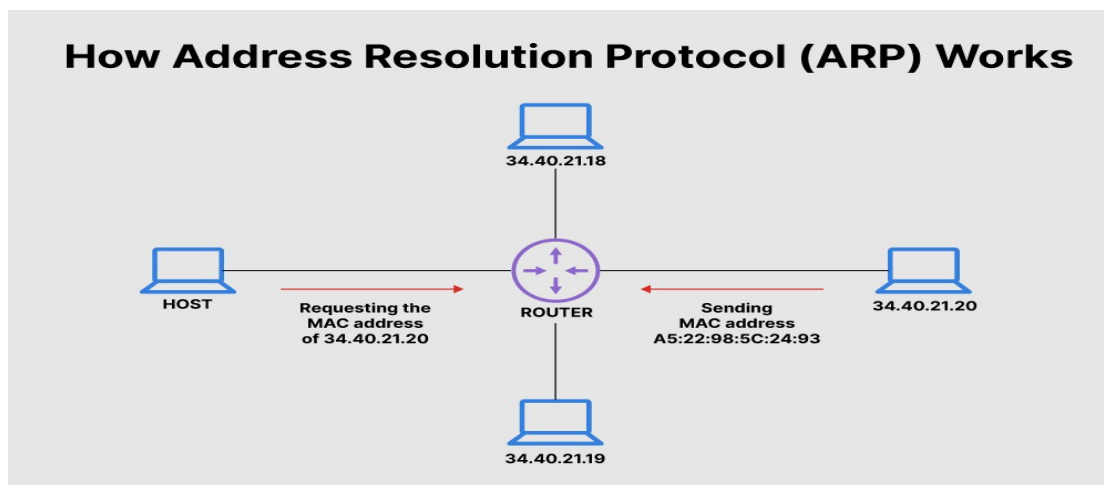 How Address Resolution Protocol (ARP) Works
34.40.21.18
HOST
Requesting the
MAC address
of 34.40.21.20
ROUTER
Sending
MAC address
A5:22:98:5C:24:93
34.40.21.20
34.40.21.19